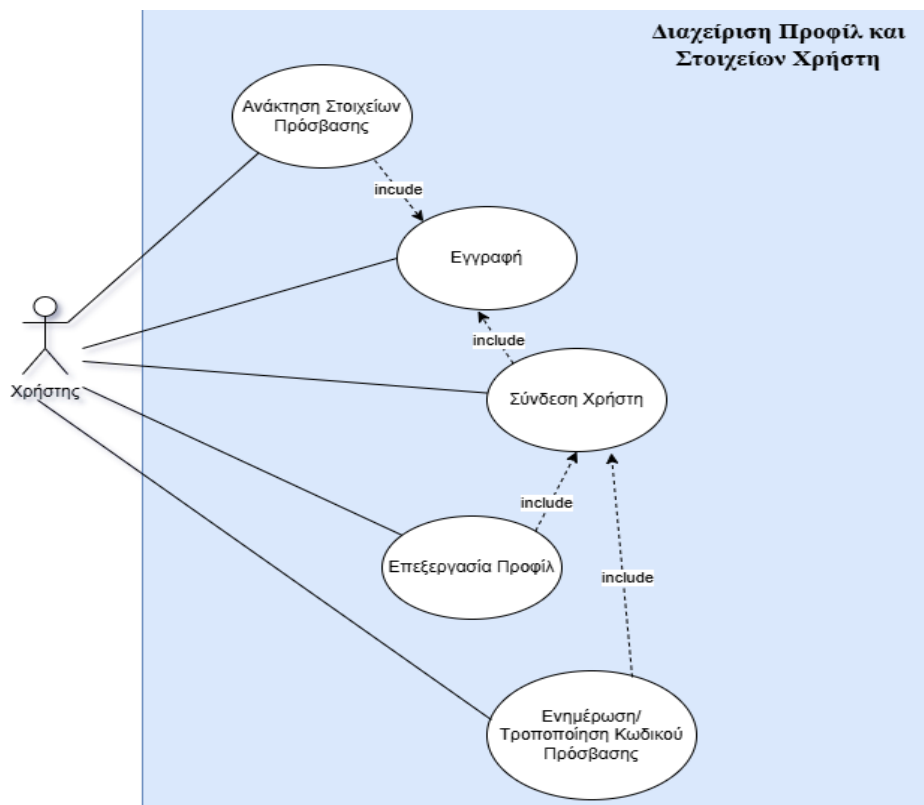 Διαχείριση Προφίλ και
Στοιχείων Χρήστη
Ανάκτηση Στοιχείων
Πρόσβασης
incude
Εγγραφή
include
Χρήστης
Σύνδεση Χρήστη
include
Επεξεργασία Προφίλ
include
Ενημέρωση/
Τροποποίηση Κωδικού
Πρόσβασης